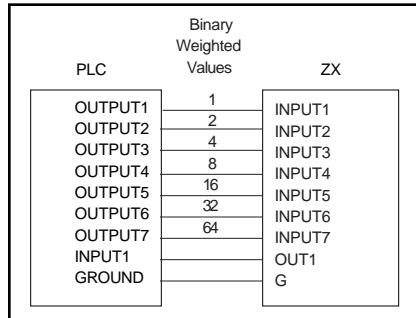 Binary
Weighted
PLC Values ZX
OUTPUT1 1 INPUT1
OUTPUT2 2 INPUT2
OUTPUT3 4 INPUT3
OUTPUT4 8 INPUT4
OUTPUT5 16 INPUT5
OUTPUT6 32 INPUT6
OUTPUT7 64 INPUT7
INPUT1 OUT1
GROUND G